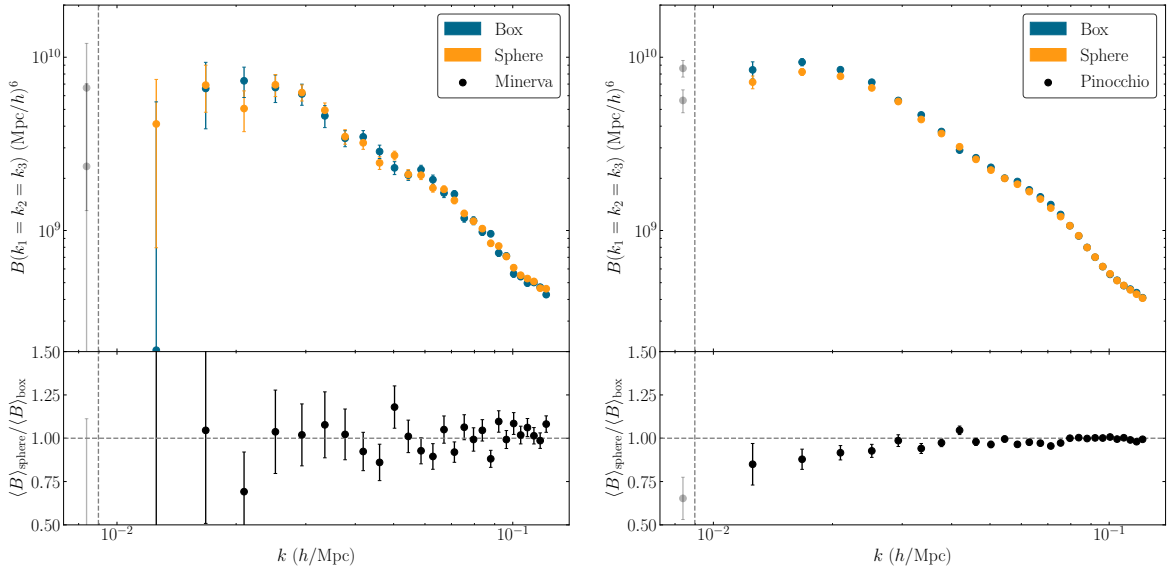 10^10
10^9
B(k_1 = k_2 = k_3) (Mpc/h)^6
Box
Sphere
Minerva
1.50
1.25
1.00
0.75
0.50
⟨B⟩_sphere/⟨B⟩_box
10^−2
10^−1
k (h/Mpc)
10^10
10^9
B(k_1 = k_2 = k_3) (Mpc/h)^6
Box
Sphere
Pinocchio
1.50
1.25
1.00
0.75
0.50
⟨B⟩_sphere/⟨B⟩_box
10^−2
10^−1
k (h/Mpc)